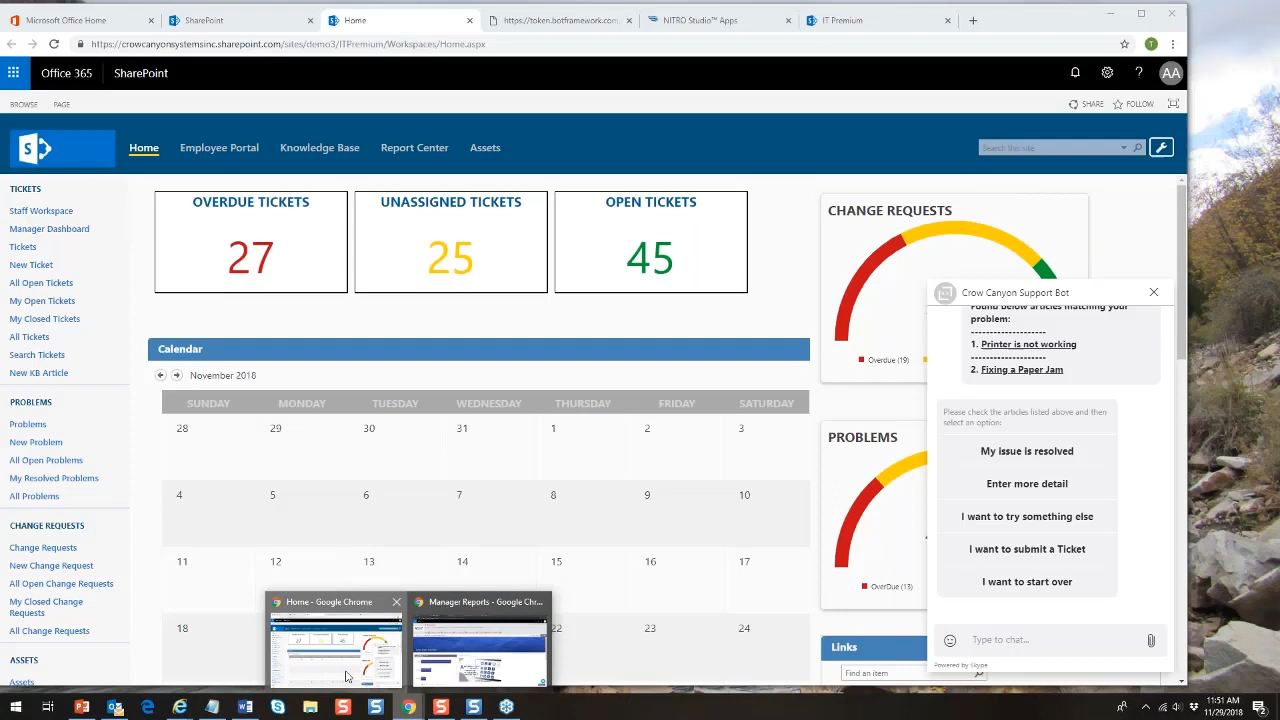 Microsoft Office Home
SharePoint
Home
https://token.botframework.com
NITRO Studio™ Apps
IT Premium
https://crowcanyonsystemsinc.sharepoint.com/sites/demo3/ITPremium/Workspaces/Home.aspx
T
Office 365
SharePoint
AA
BROWSE
PAGE
SHARE
FOLLOW
S
Home
Employee Portal
Knowledge Base
Report Center
Assets
Search this site
TICKETS
Staff Workspace
Manager Dashboard
Tickets
New Ticket
All Open Tickets
My Open Tickets
My Closed Tickets
All Tickets
Search Tickets
New KB Article
PROBLEMS
Problems
New Problem
All Open Problems
My Resolved Problems
All Problems
CHANGE REQUESTS
Change Requests
New Change Request
All Open Change Requests
My Closed Change
Requests
All Change Requests
ASSETS
Assets
OVERDUE TICKETS
27
UNASSIGNED TICKETS
25
OPEN TICKETS
45
Calendar
November 2018
SUNDAY MONDAY TUESDAY WEDNESDAY THURSDAY FRIDAY SATURDAY
28 29 30 31 1 2 3
4 5 6 7 8 9 10
11 12 13 14 15 16 17
18 22 23 24
Home - Google Chrome
Manager Reports - Google Chr...
CHANGE REQUESTS
Overdue (19)
PROBLEMS
OverDue (13)
Links
Find an item
Crow Canyon Support Bot
Found below articles matching your
problem:
--------------------
1. Printer is not working
--------------------
2. Fixing a Paper Jam
Please check the articles listed above and then
select an option:
My issue is resolved
Enter more detail
I want to try something else
I want to submit a Ticket
I want to start over
Type to chat...
Powered by Skype
11:51 AM
11/29/2018
2